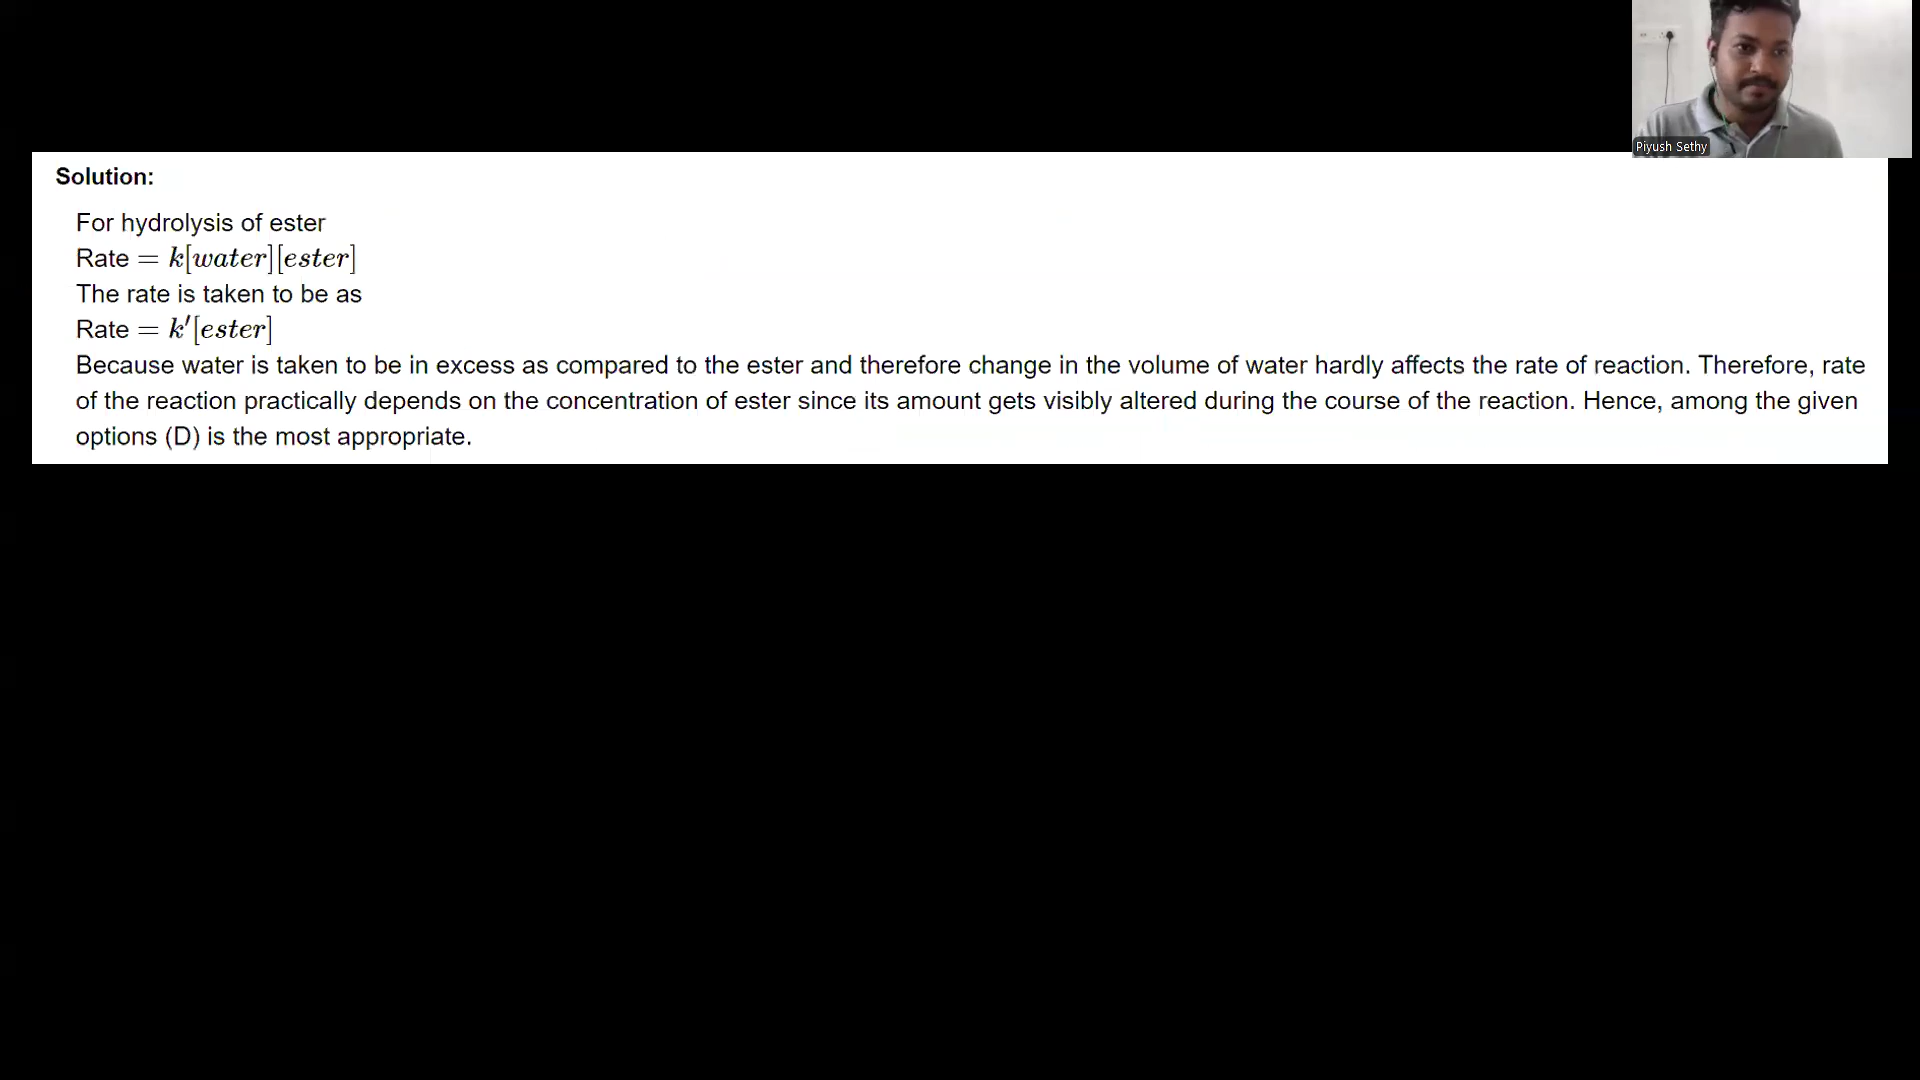 Piyush Sethy
Solution:
For hydrolysis of ester
Rate = k[water][ester]
The rate is taken to be as
Rate = k′[ester]
Because water is taken to be in excess as compared to the ester and therefore change in the volume of water hardly affects the rate of reaction. Therefore, rate
of the reaction practically depends on the concentration of ester since its amount gets visibly altered during the course of the reaction. Hence, among the given
options (D) is the most appropriate.